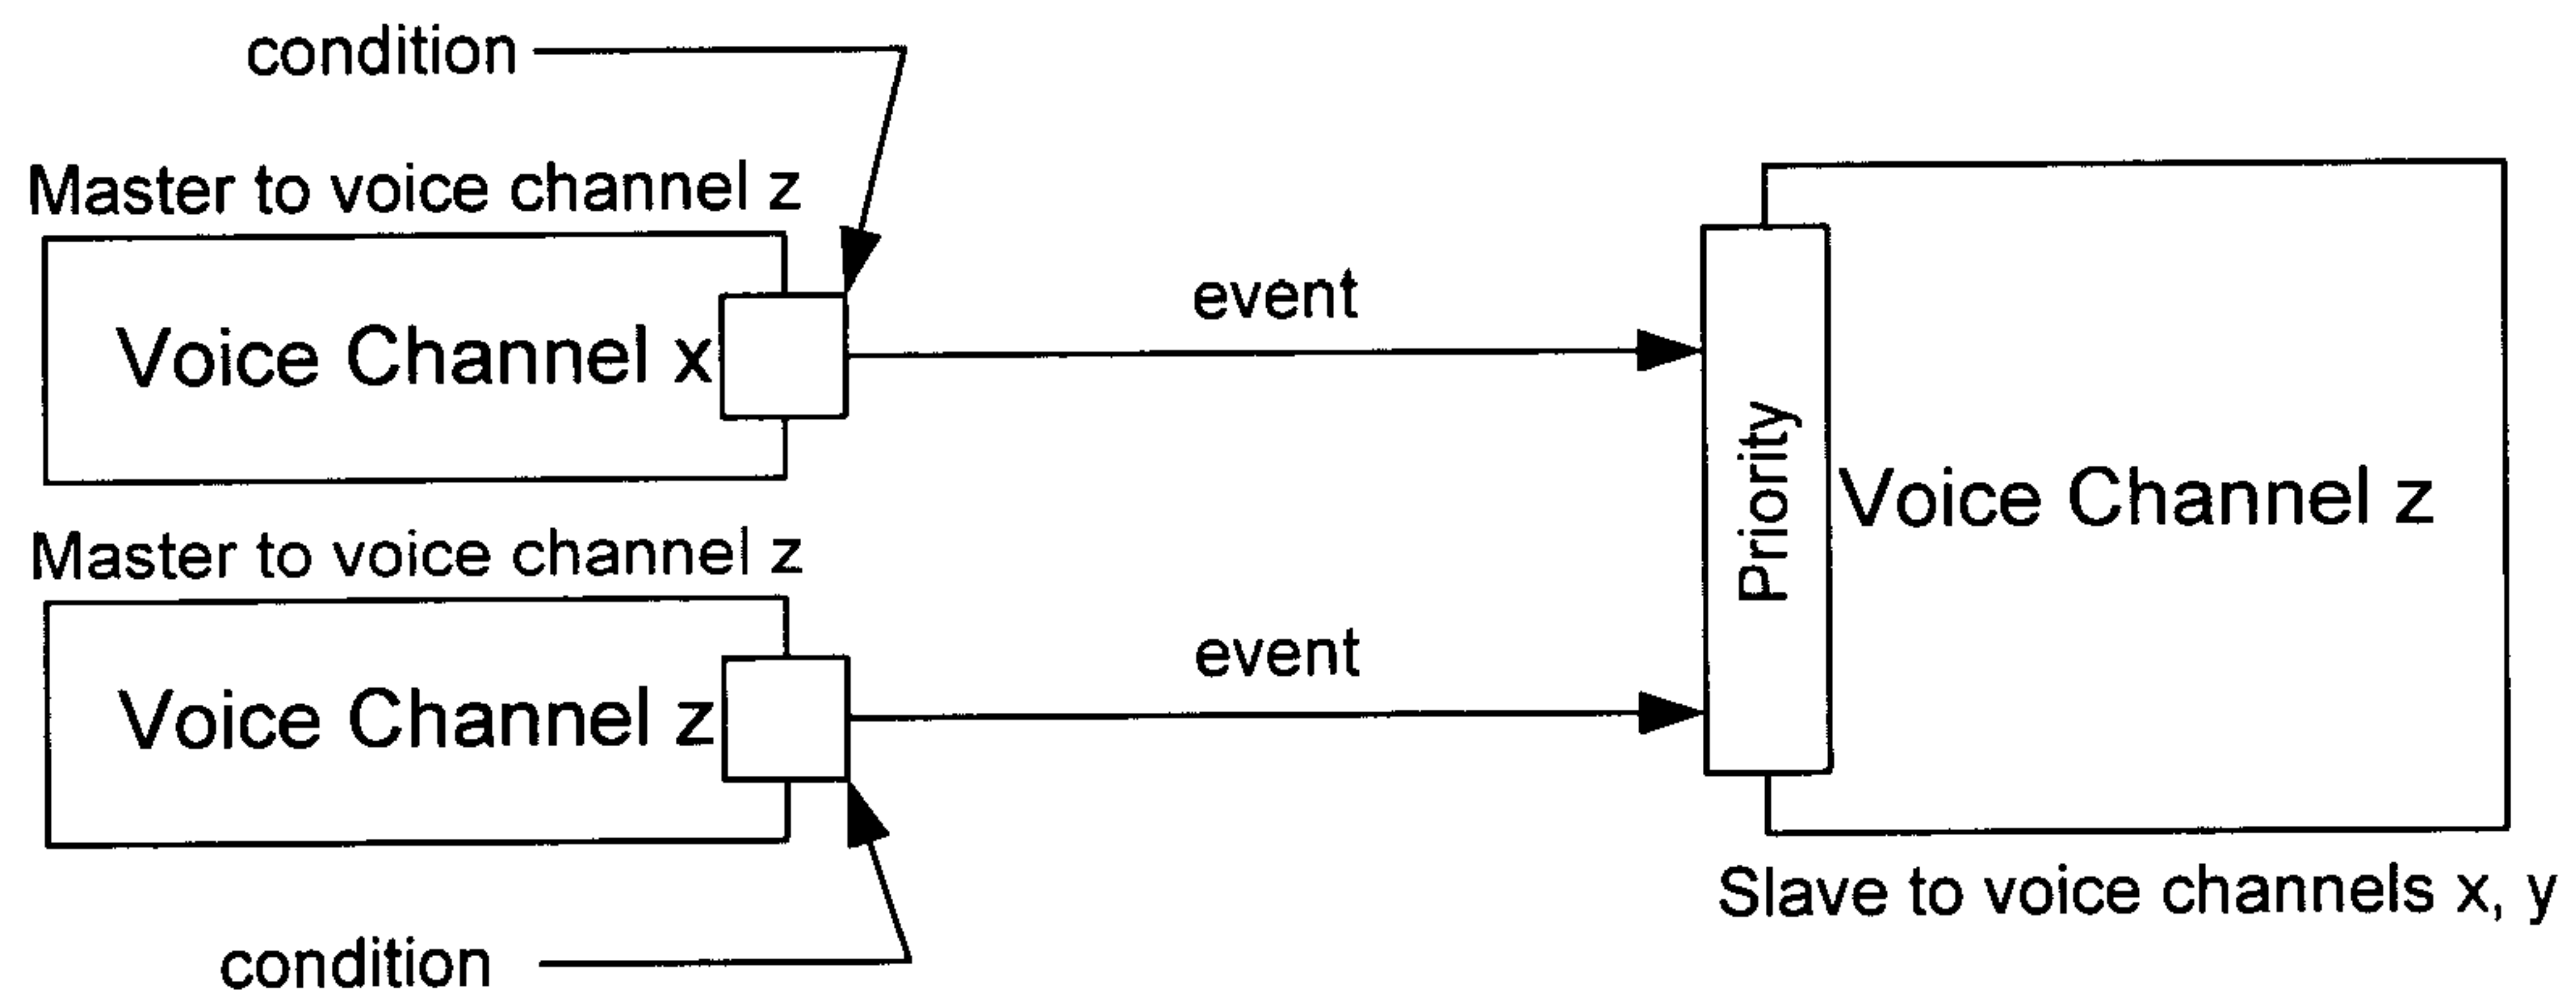 condition
Master to voice channel z
Voice Channel x
event
Priority
Voice Channel z
Master to voice channel z
Voice Channel z
event
Slave to voice channels x, y
condition